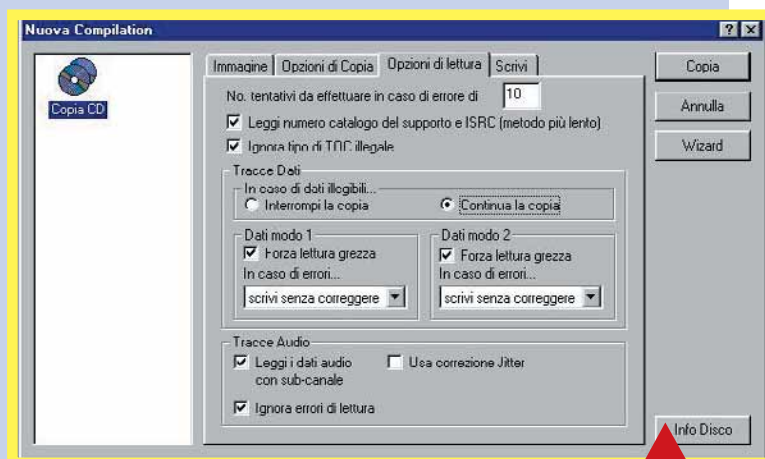 Nuova Compilation
Copia CD
Immagine Opzioni di Copia Opzioni di lettura Scrivi
No. tentativi da effettuare in caso di errore di 10
Leggi numero catalogo del supporto e ISRC (metodo più lento)
Ignora tipo di TOC illegale
Tracce Dati
In caso di dati illegibili...
Interrompi la copia Continua la copia
Dati modo 1 Dati modo 2
Forza lettura grezza Forza lettura grezza
In caso di errori... In caso di errori...
scrivi senza correggere scrivi senza correggere
Tracce Audio
Leggi i dati audio Usa correzione Jitter
con sub-canale
Ignora errori di lettura
Copia
Annulla
Wizard
Info Disco